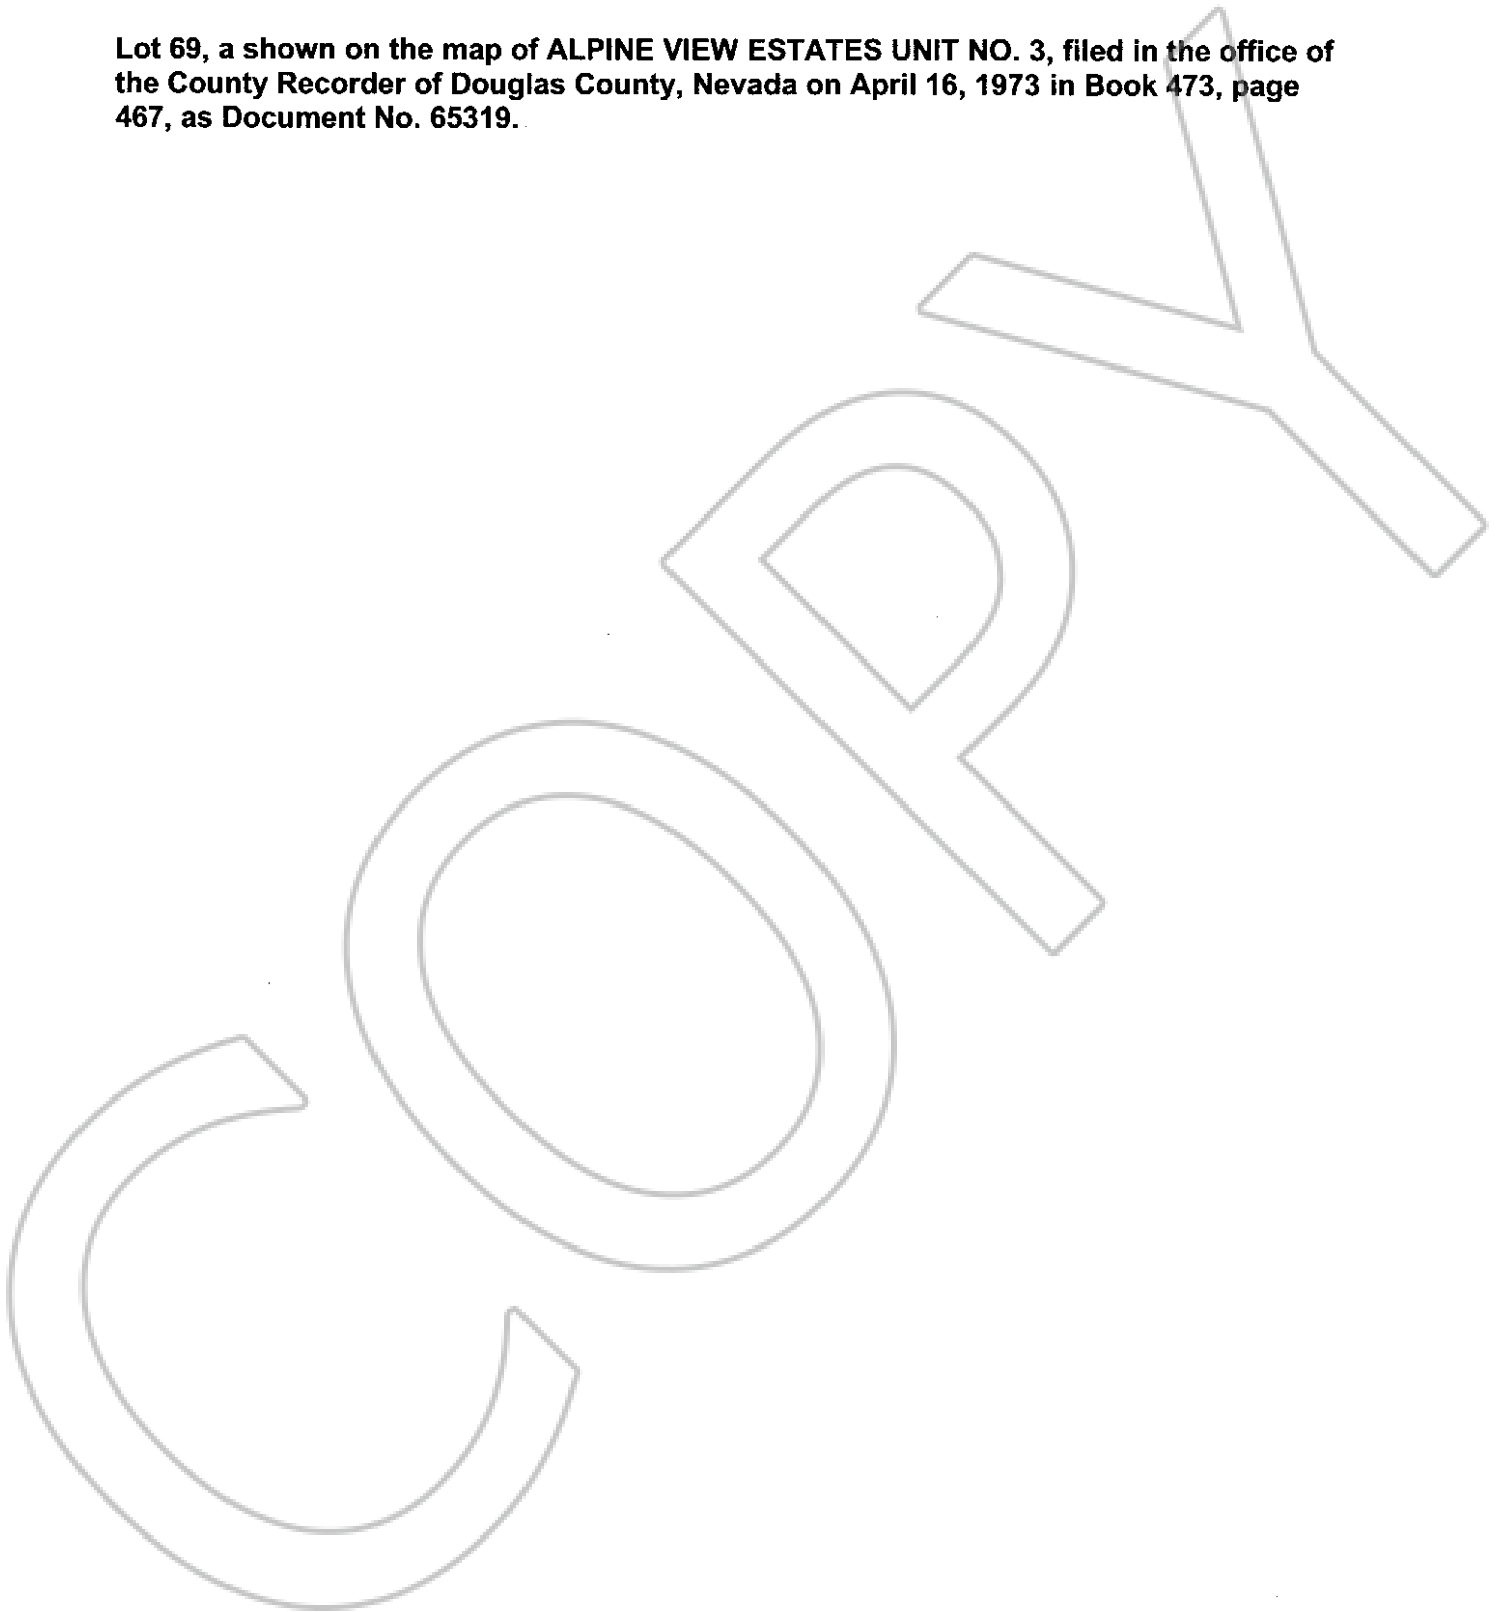 Lot 69, a shown on the map of ALPINE VIEW ESTATES UNIT NO. 3, filed in the office of
the County Recorder of Douglas County, Nevada on April 16, 1973 in Book 473, page
467, as Document No. 65319.
COPY